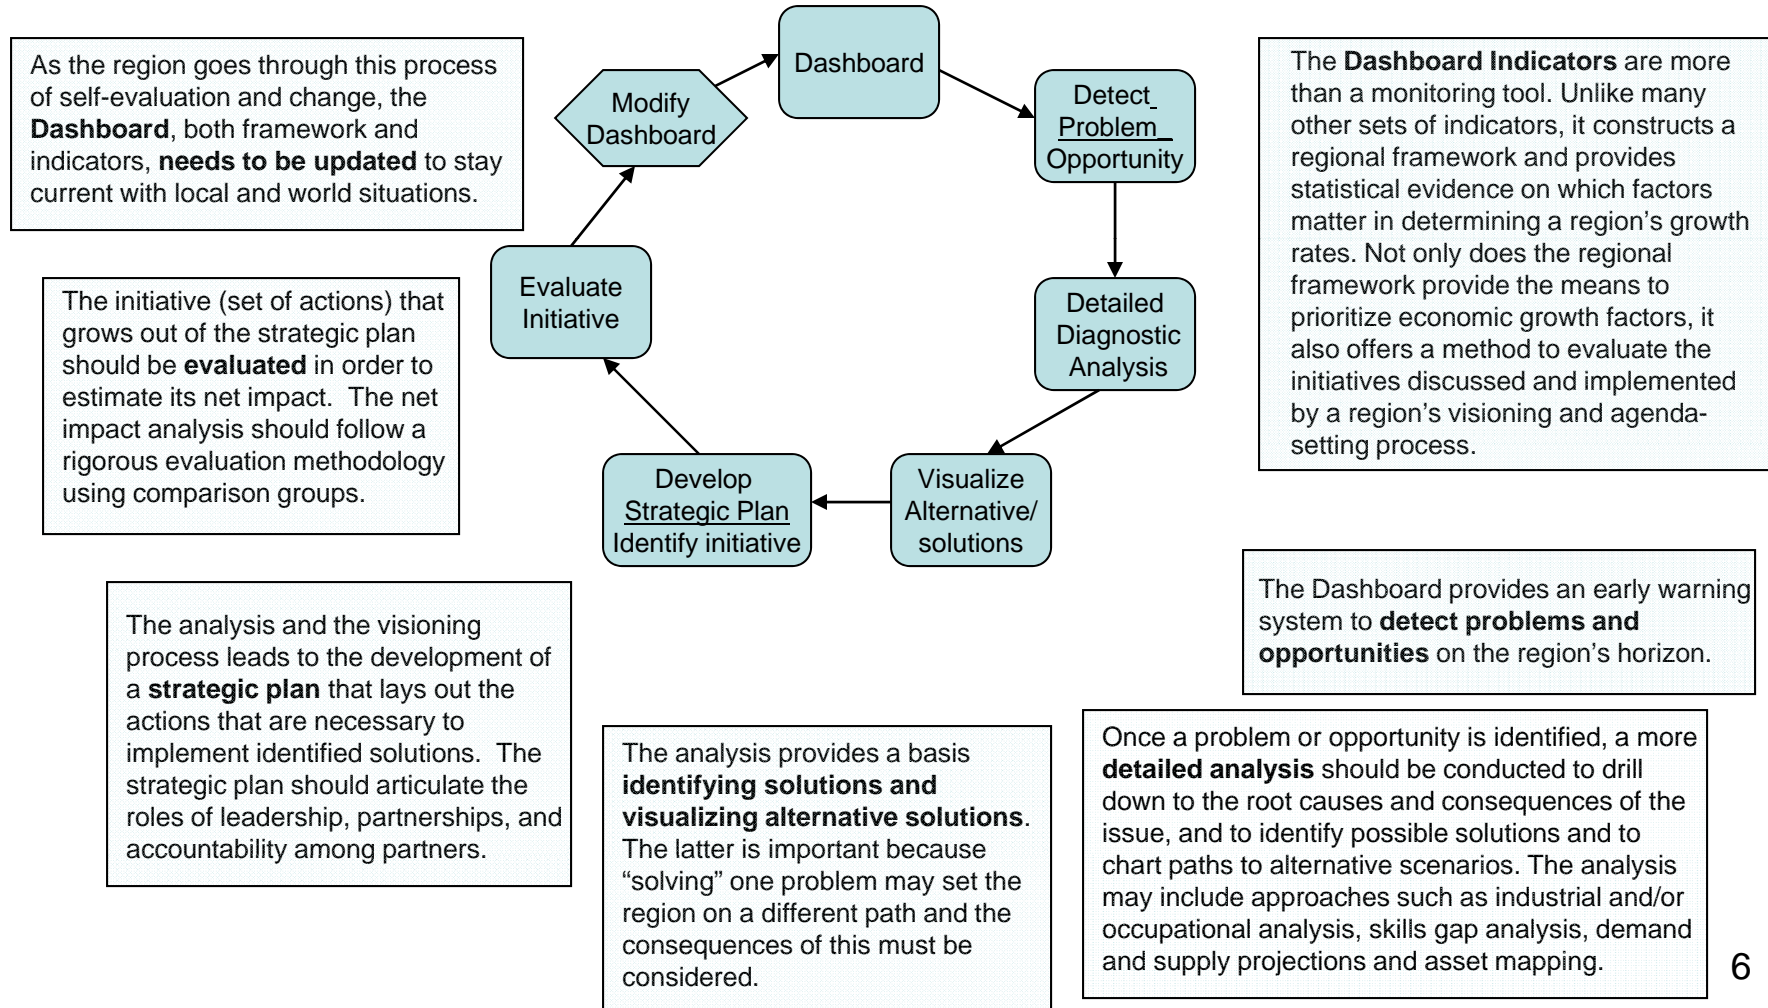 Dashboard
Detect
Problem
Opportunity
Detailed
Diagnostic
Analysis
Visualize
Alternative/
solutions
Develop
Strategic Plan
Identify initiative
Evaluate
Initiative
Modify
Dashboard
The Dashboard Indicators are more
than a monitoring tool. Unlike many
other sets of indicators, it constructs a
regional framework and provides
statistical evidence on which factors
matter in determining a region’s growth
rates. Not only does the regional
framework provide the means to
prioritize economic growth factors, it
also offers a method to evaluate the
initiatives discussed and implemented
by a region’s visioning and agenda-
setting process.
The Dashboard provides an early warning
system to detect problems and
opportunities on the region’s horizon.
Once a problem or opportunity is identified, a more
detailed analysis should be conducted to drill
down to the root causes and consequences of the
issue, and to identify possible solutions and to
chart paths to alternative scenarios. The analysis
may include approaches such as industrial and/or
occupational analysis, skills gap analysis, demand
and supply projections and asset mapping.
The analysis provides a basis
identifying solutions and
visualizing alternative solutions.
The latter is important because
“solving” one problem may set the
region on a different path and the
consequences of this must be
considered.
The analysis and the visioning
process leads to the development of
a strategic plan that lays out the
actions that are necessary to
implement identified solutions.  The
strategic plan should articulate the
roles of leadership, partnerships, and
accountability among partners.
The initiative (set of actions) that
grows out of the strategic plan
should be evaluated in order to
estimate its net impact.  The net
impact analysis should follow a
rigorous evaluation methodology
using comparison groups.
As the region goes through this process
of self-evaluation and change, the
Dashboard, both framework and
indicators, needs to be updated to stay
current with local and world situations.
6